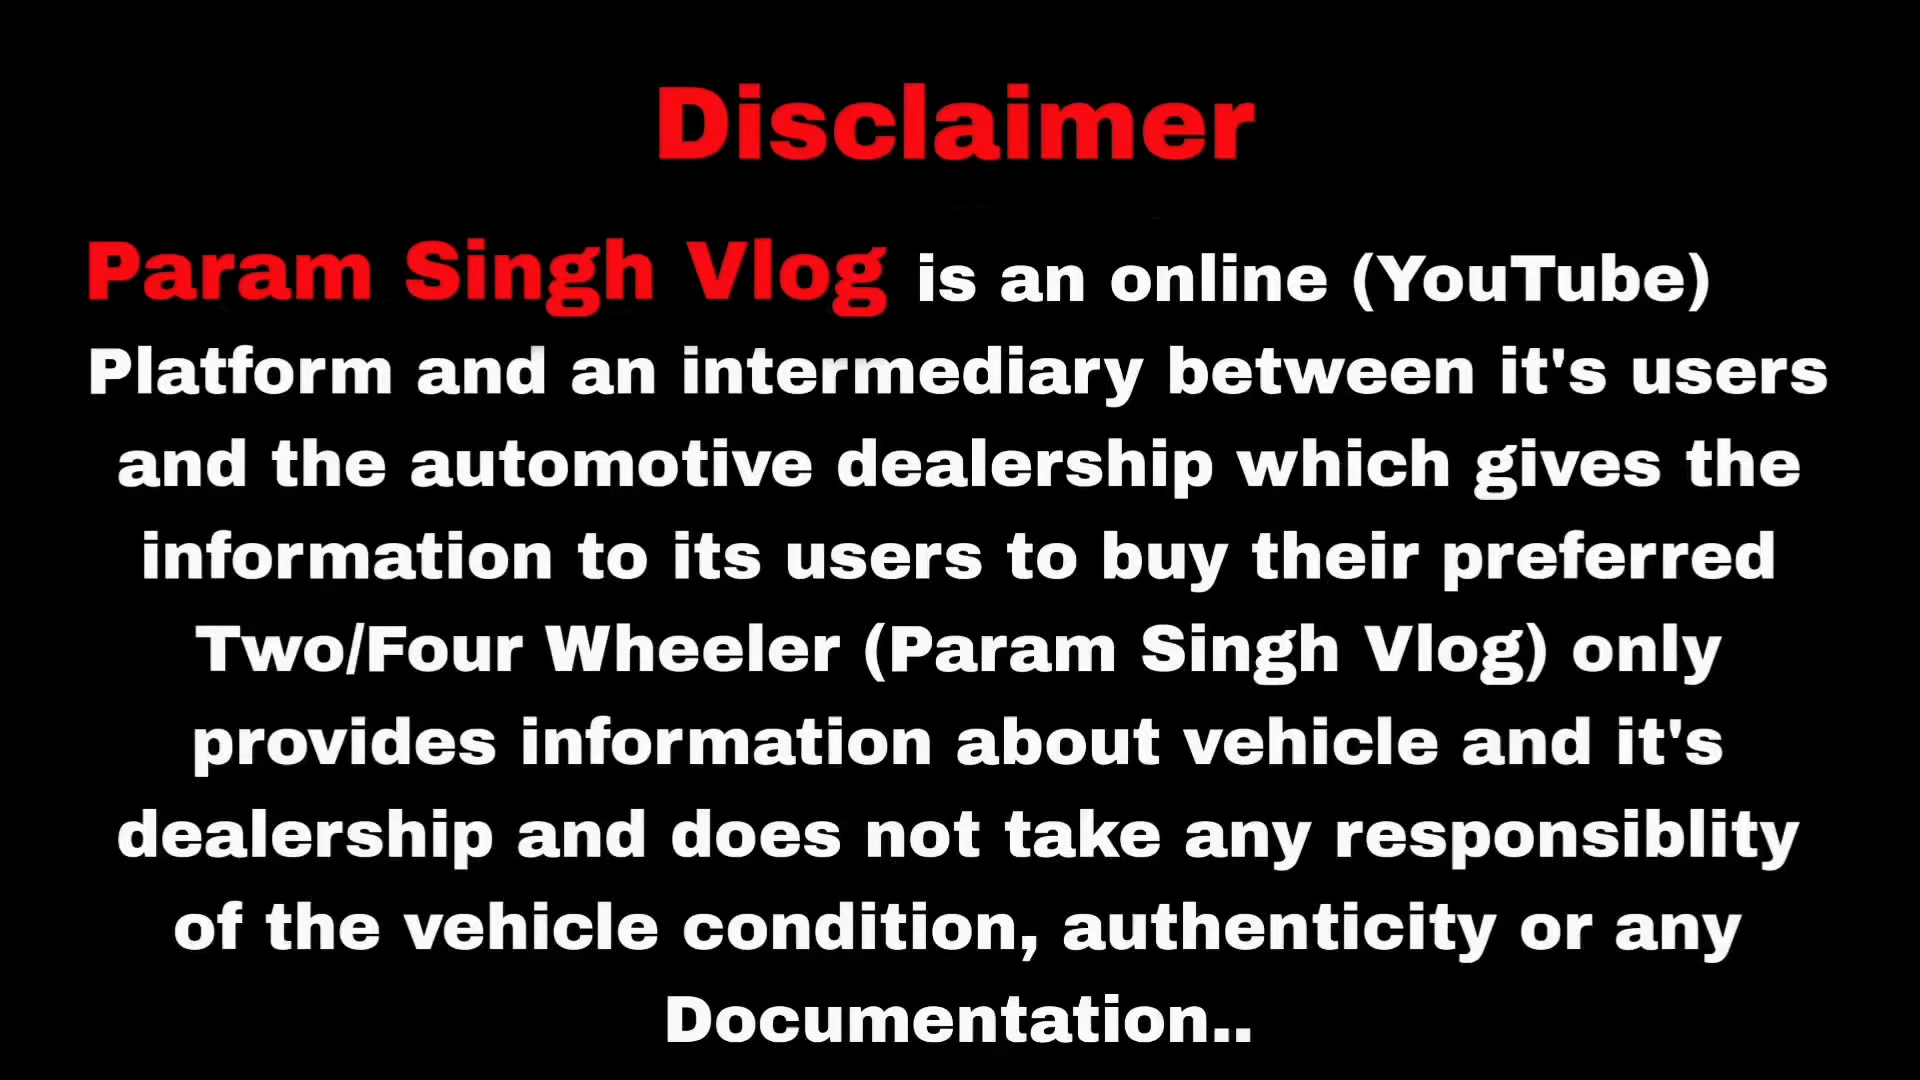 Disclaimer
Param Singh Vlog is an online (YouTube)
Platform and an intermediary between it's users
and the automotive dealership which gives the
information to its users to buy their preferred
Two/Four Wheeler (Param Singh Vlog) only
provides information about vehicle and it's
dealership and does not take any responsiblity
of the vehicle condition, authenticity or any
Documentation..